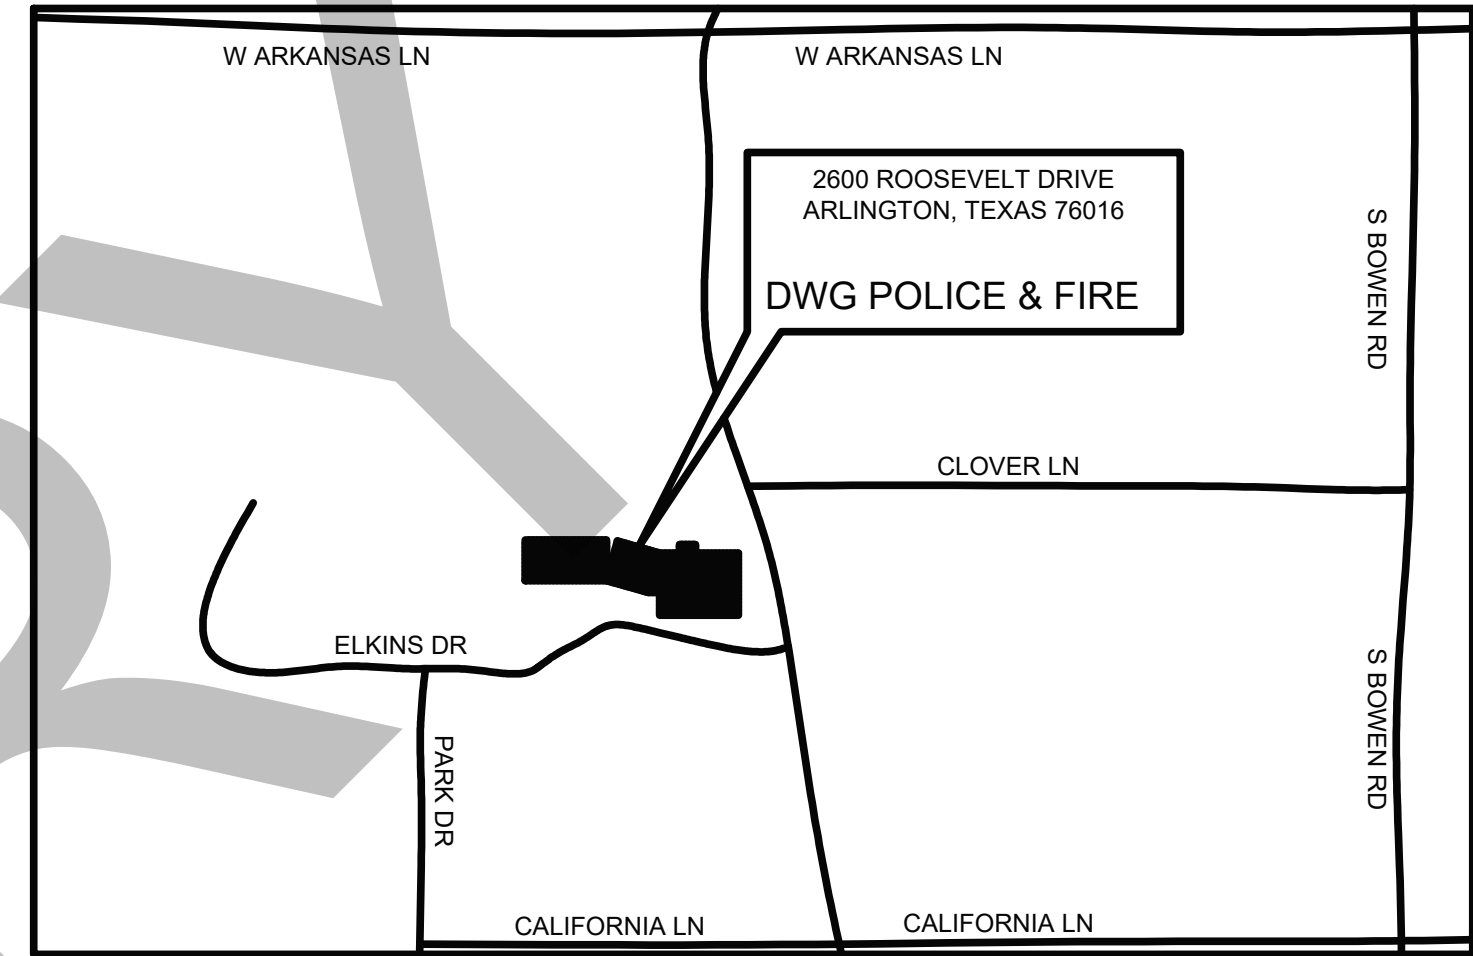 W ARKANSAS LN
W ARKANSAS LN
2600 ROOSEVELT DRIVE
ARLINGTON, TEXAS 76016
DWG POLICE & FIRE
S BOWEN RD
CLOVER LN
ELKINS DR
S BOWEN RD
PARK DR
CALIFORNIA LN
CALIFORNIA LN